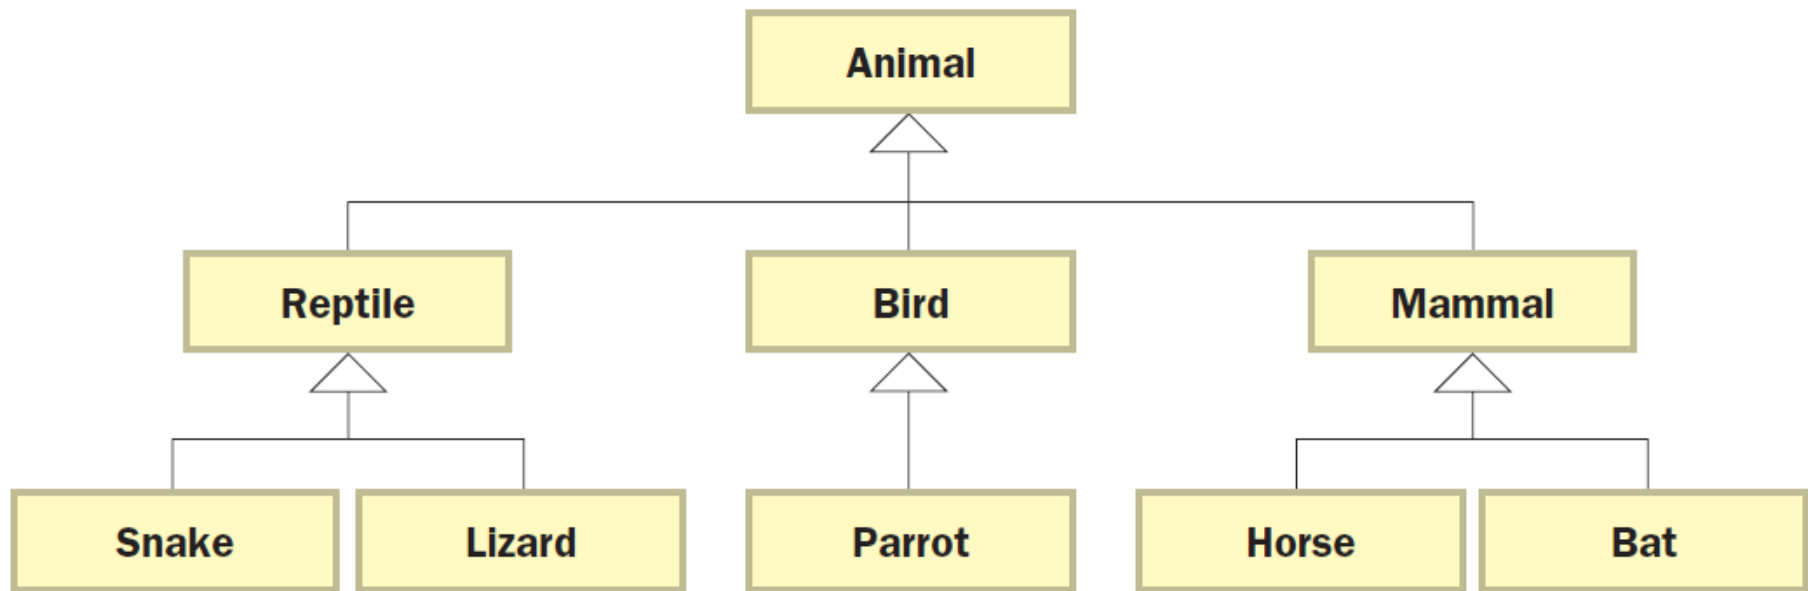 Animal
Reptile
Bird
Mammal
Snake
Lizard
Parrot
Horse
Bat